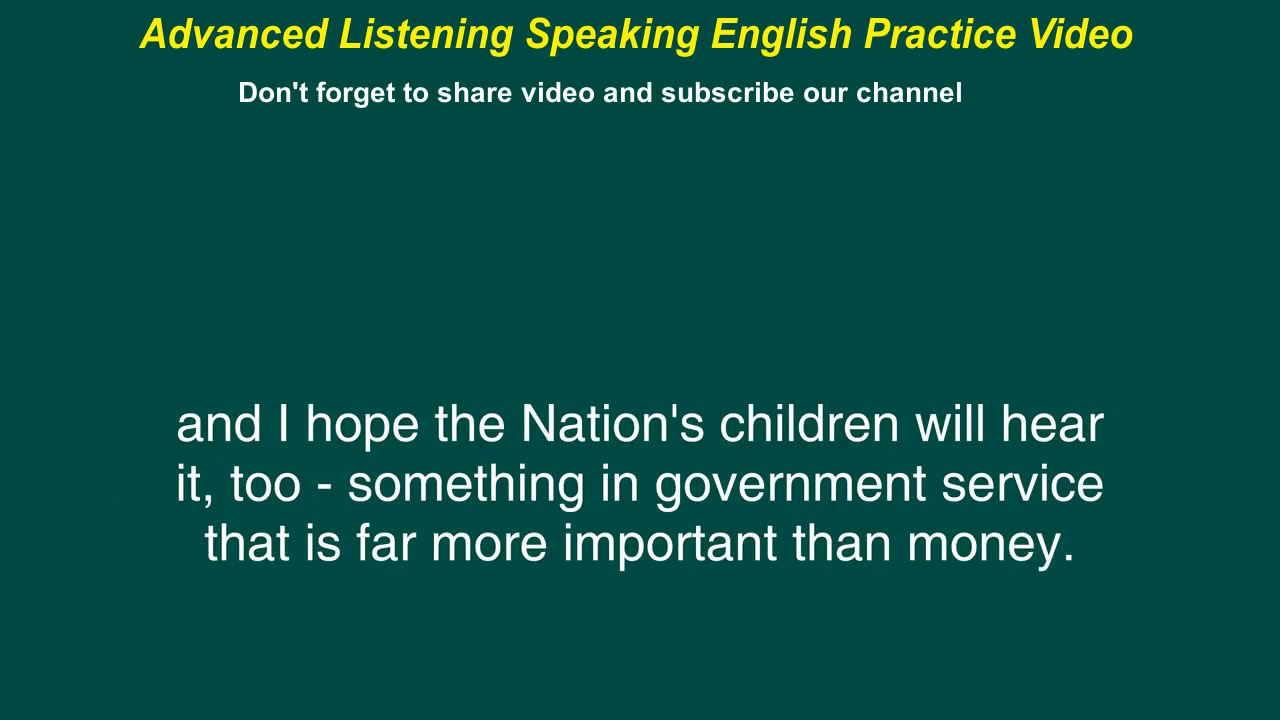 Advanced Listening Speaking English Practice Video
Don't forget to share video and subscribe our channel
and I hope the Nation's children will hear
it, too - something in government service
that is far more important than money.